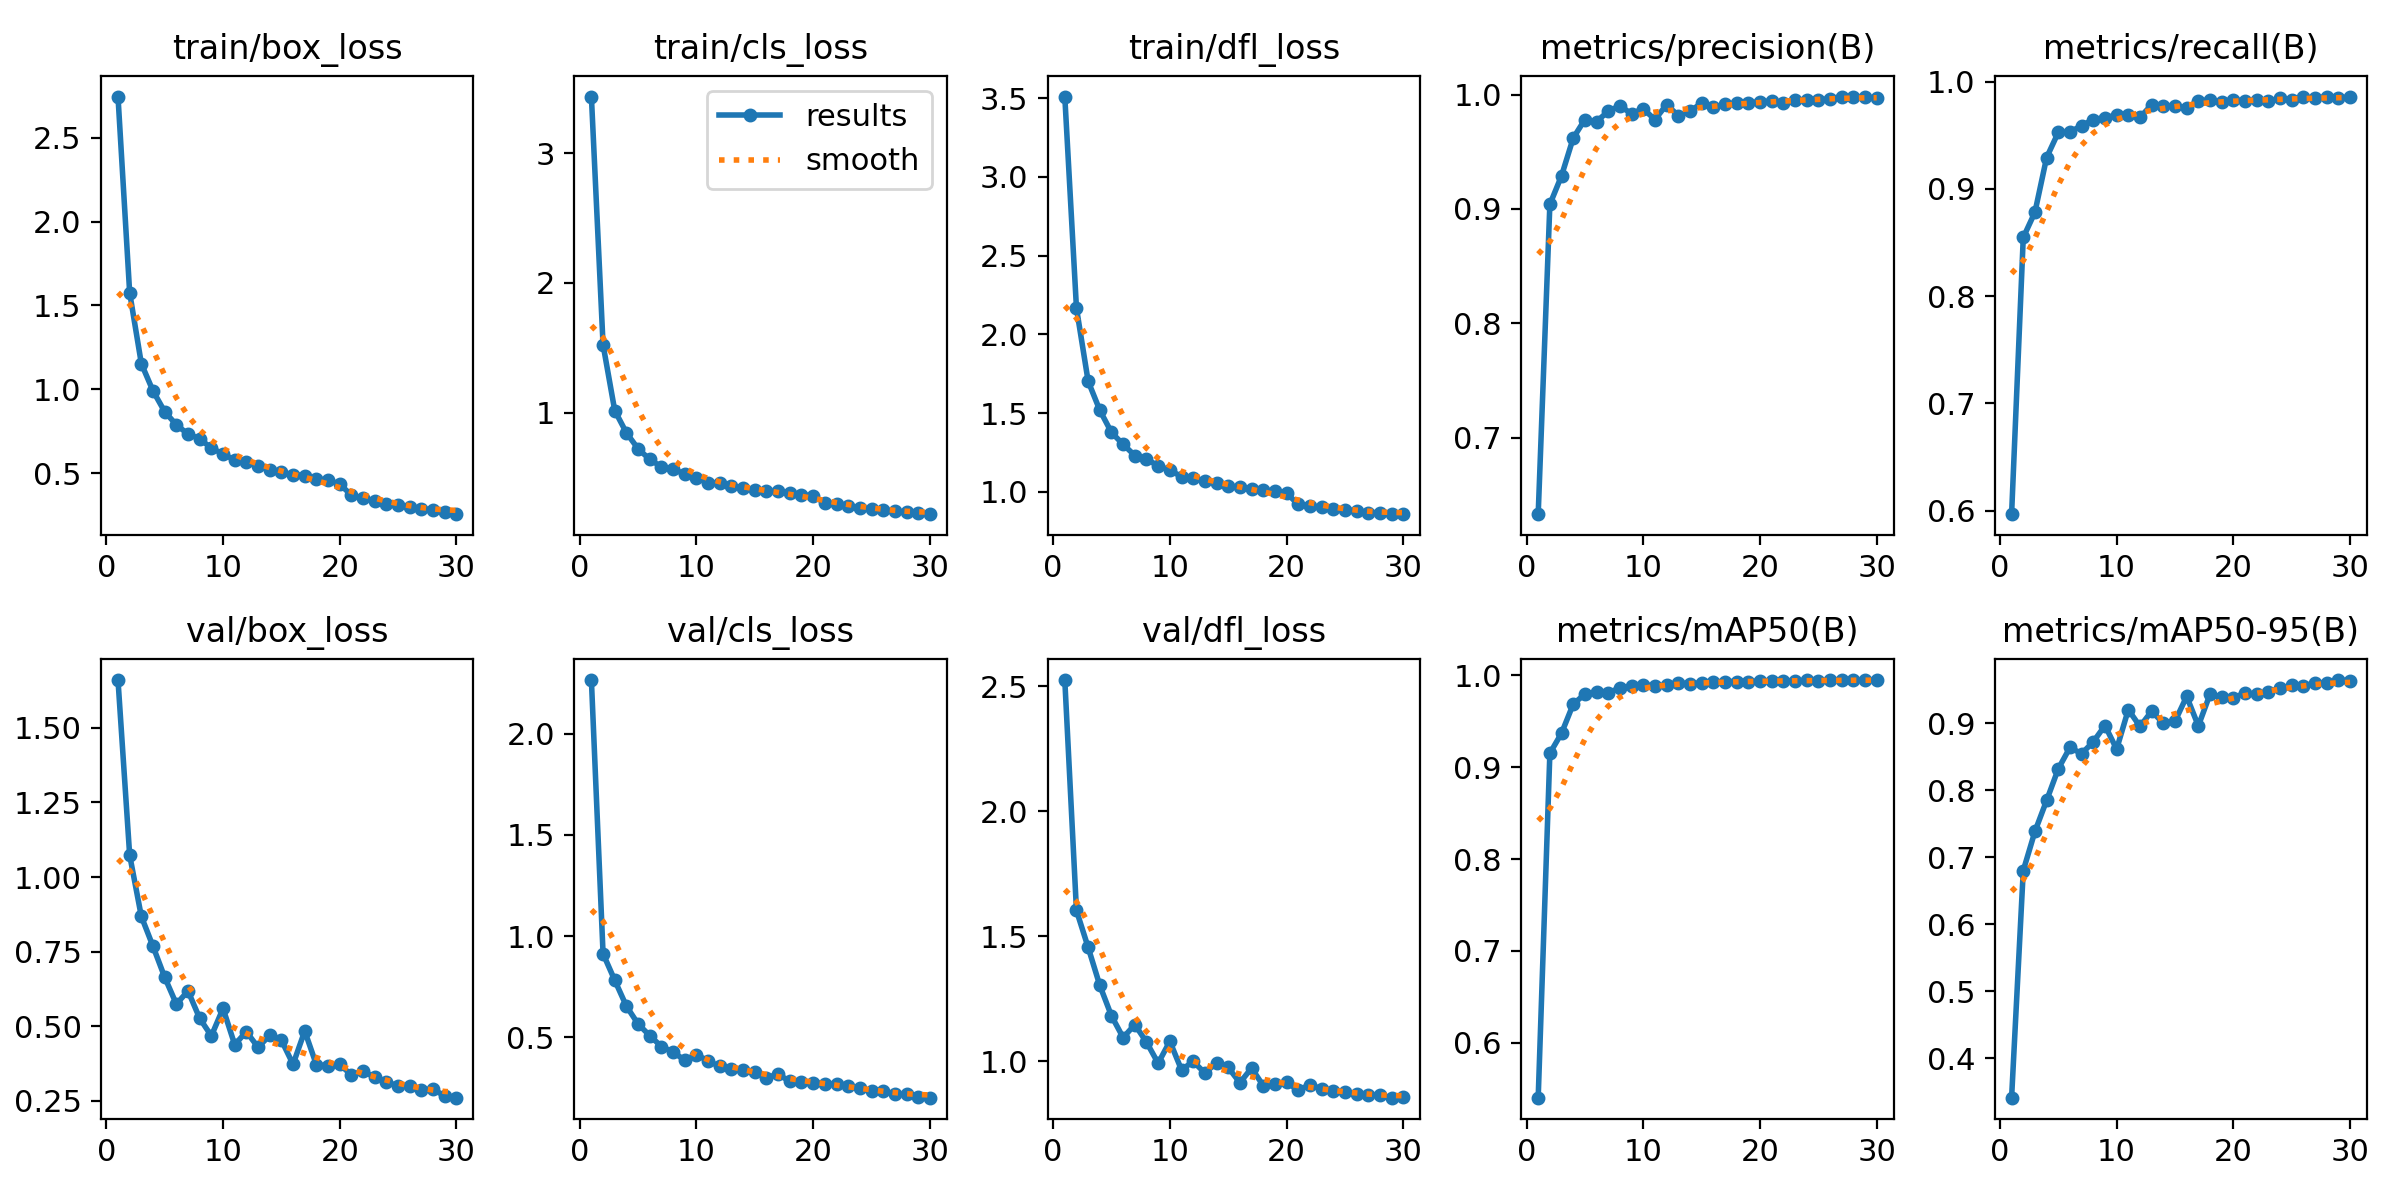 train/box_loss
train/cls_loss
train/dfl_loss
metrics/precision(B)
metrics/recall(B)
2.5
2.0
1.5
1.0
0.5
0 10 20 30
results
smooth
3
2
1
0 10 20 30
3.5
3.0
2.5
2.0
1.5
1.0
0 10 20 30
1.0
0.9
0.8
0.7
0 10 20 30
1.0
0.9
0.8
0.7
0.6
0 10 20 30
val/box_loss
val/cls_loss
val/dfl_loss
metrics/mAP50(B)
metrics/mAP50-95(B)
1.50
1.25
1.00
0.75
0.50
0.25
0 10 20 30
2.0
1.5
1.0
0.5
0 10 20 30
2.5
2.0
1.5
1.0
0 10 20 30
1.0
0.9
0.8
0.7
0.6
0 10 20 30
0.9
0.8
0.7
0.6
0.5
0.4
0 10 20 30